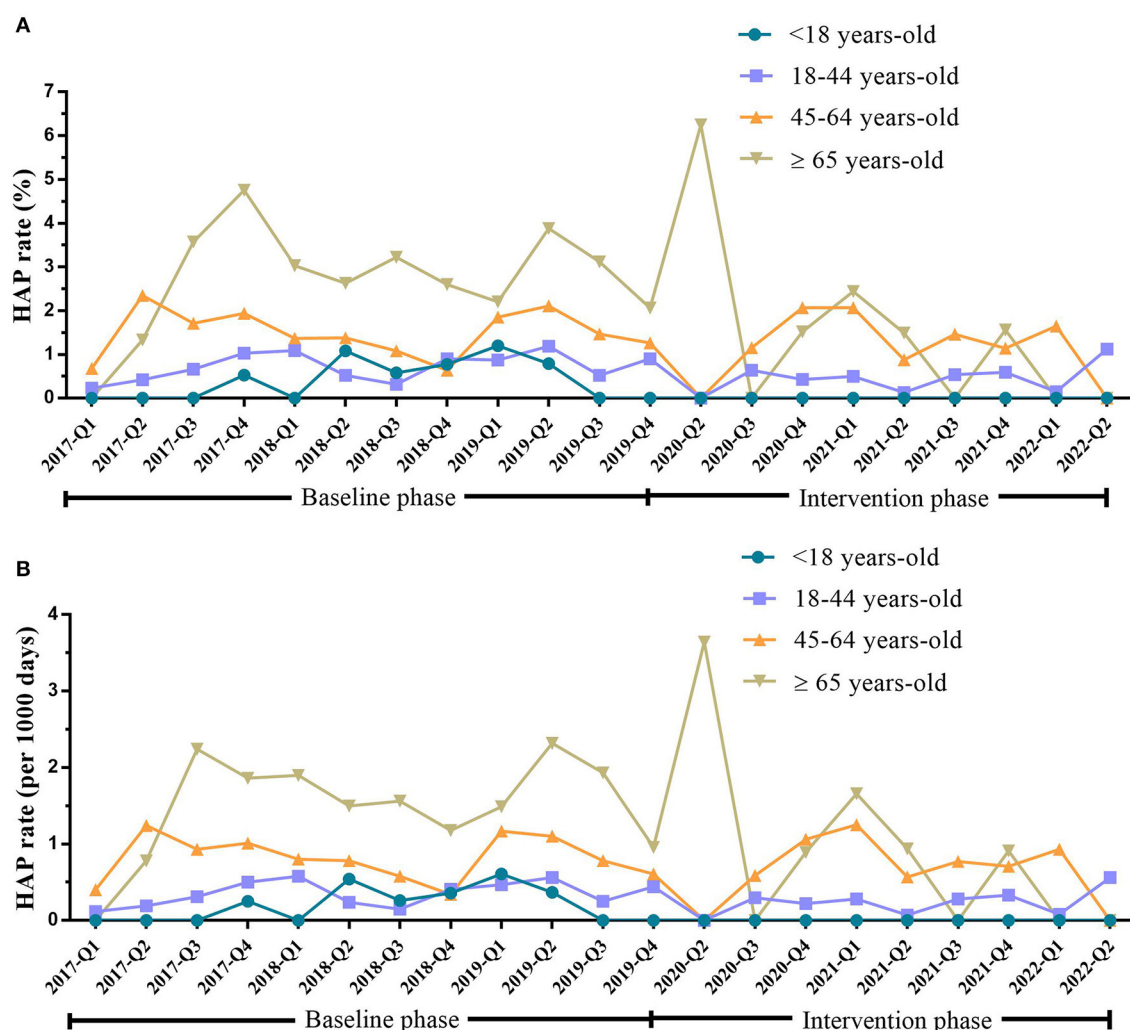 A
<18 years-old
18-44 years-old
45-64 years-old
≥ 65 years-old
HAP rate (%)
7
6
5
4
3
2
1
0
2017-Q1
2017-Q2
2017-Q3
2017-Q4
2018-Q1
2018-Q2
2018-Q3
2018-Q4
2019-Q1
2019-Q2
2019-Q3
2019-Q4
2020-Q2
2020-Q3
2020-Q4
2021-Q1
2021-Q2
2021-Q3
2021-Q4
2022-Q1
2022-Q2
Baseline phase
Intervention phase
B
<18 years-old
18-44 years-old
45-64 years-old
≥ 65 years-old
HAP rate (per 1000 days)
4
3
2
1
0
2017-Q1
2017-Q2
2017-Q3
2017-Q4
2018-Q1
2018-Q2
2018-Q3
2018-Q4
2019-Q1
2019-Q2
2019-Q3
2019-Q4
2020-Q2
2020-Q3
2020-Q4
2021-Q1
2021-Q2
2021-Q3
2021-Q4
2022-Q1
2022-Q2
Baseline phase
Intervention phase